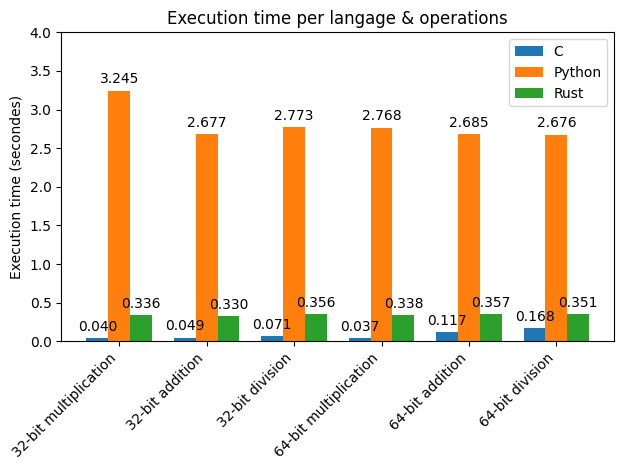 Execution time per langage & operations
Execution time (secondes)
4.0
3.5
3.0
2.5
2.0
1.5
1.0
0.5
0.0
C
Python
Rust
0.040
3.245
0.336
0.049
2.677
0.330
0.071
2.773
0.356
0.037
2.768
0.338
0.117
2.685
0.357
0.168
2.676
0.351
32-bit multiplication
32-bit addition
32-bit division
64-bit multiplication
64-bit addition
64-bit division